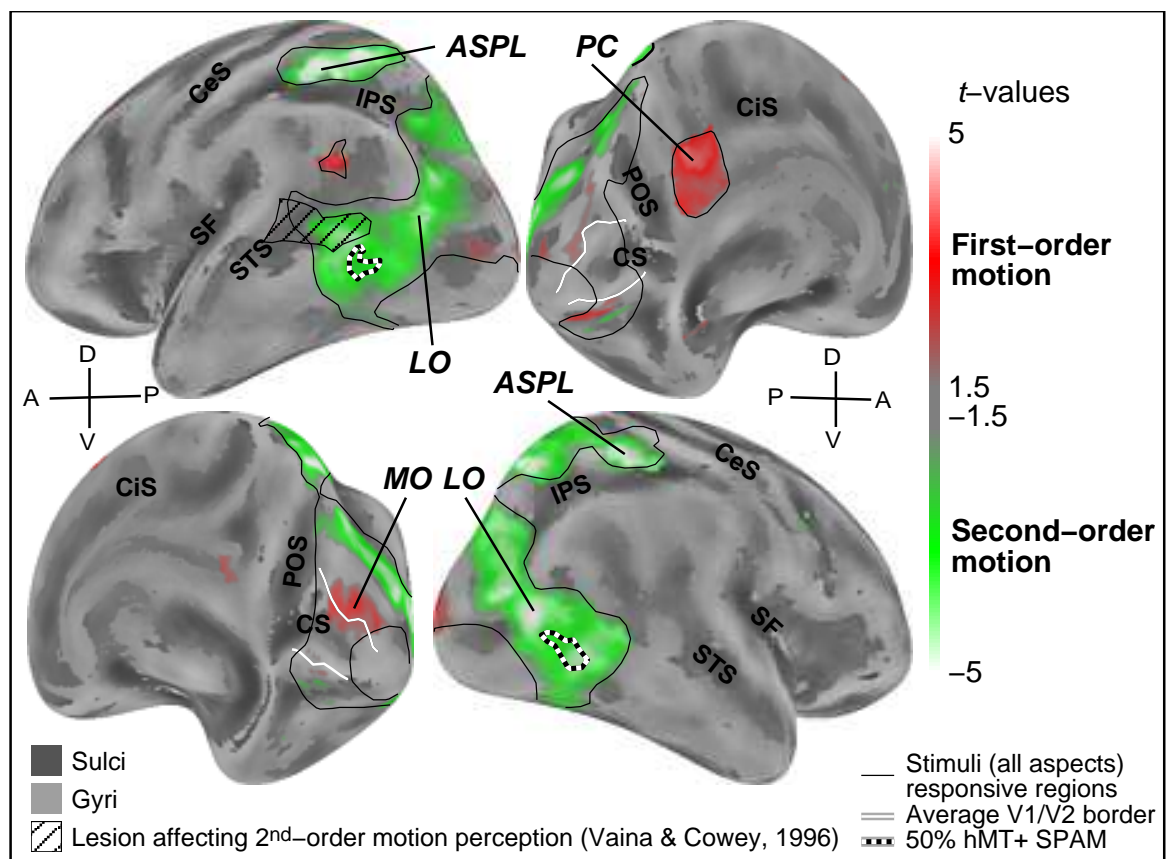 ASPL
PC
CeS
IPS
CiS
t–values
5
POS
SF
STS
CS
First–order
motion
LO
D
A
P
V
ASPL
D
P
A
V
1.5
–1.5
CiS
MO
LO
IPS
CeS
POS
CS
Second–order
motion
SF
STS
–5
Sulci
Gyri
Lesion affecting 2nd–order motion perception (Vaina & Cowey, 1996)
Stimuli (all aspects)
responsive regions
Average V1/V2 border
50% hMT+ SPAM